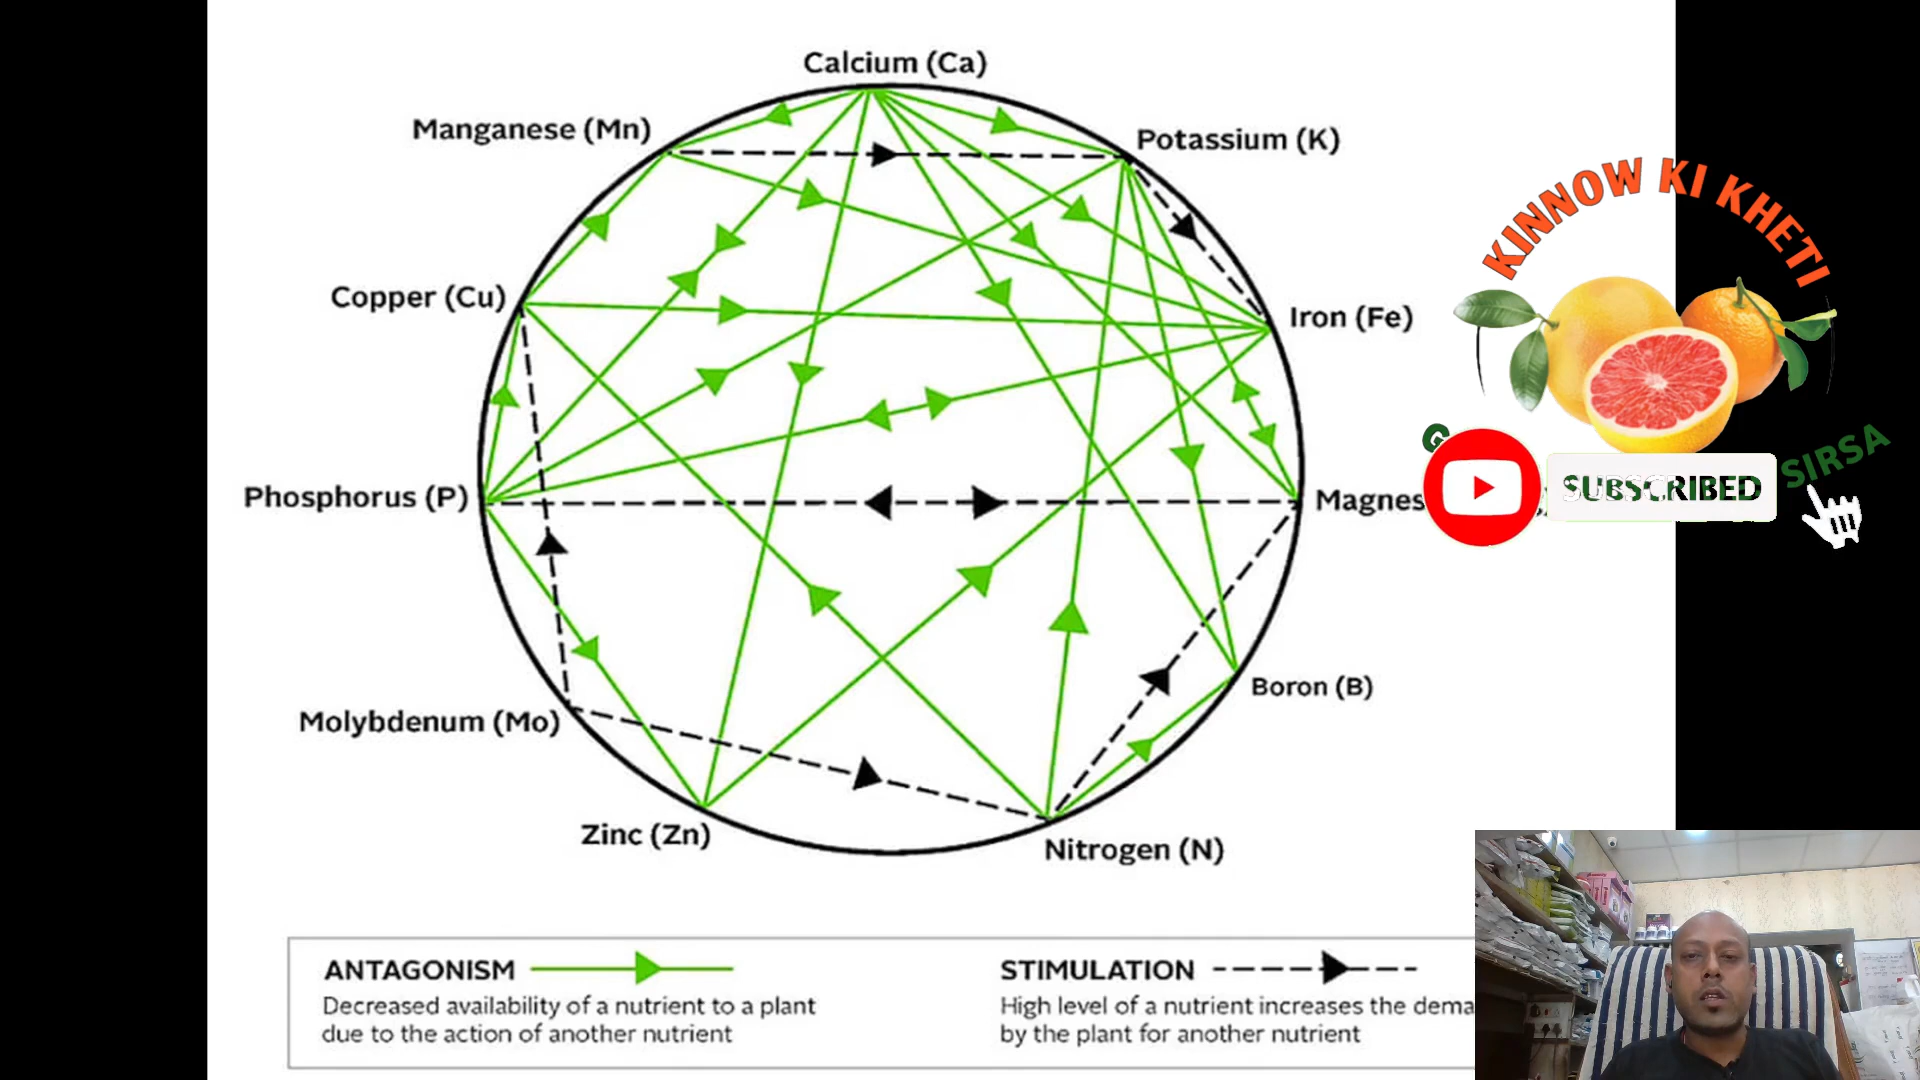 Calcium (Ca)
Manganese (Mn)
Potassium (K)
KINNOW KI KHETI
Copper (Cu)
Iron (Fe)
G
SIRSA
Phosphorus (P)
Magnes
SUBSCRIBED
Boron (B)
Molybdenum (Mo)
Zinc (Zn)
Nitrogen (N)
ANTAGONISM
Decreased availability of a nutrient to a plant
due to the action of another nutrient
STIMULATION
High level of a nutrient increases the dema
by the plant for another nutrient